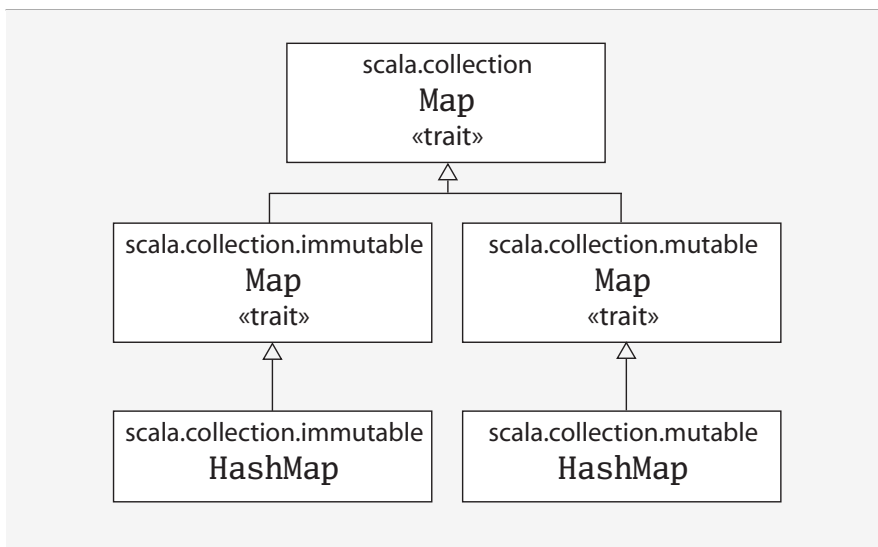 scala.collection
Map
«trait»
scala.collection.immutable
Map
«trait»
scala.collection.mutable
Map
«trait»
scala.collection.immutable
HashMap
scala.collection.mutable
HashMap